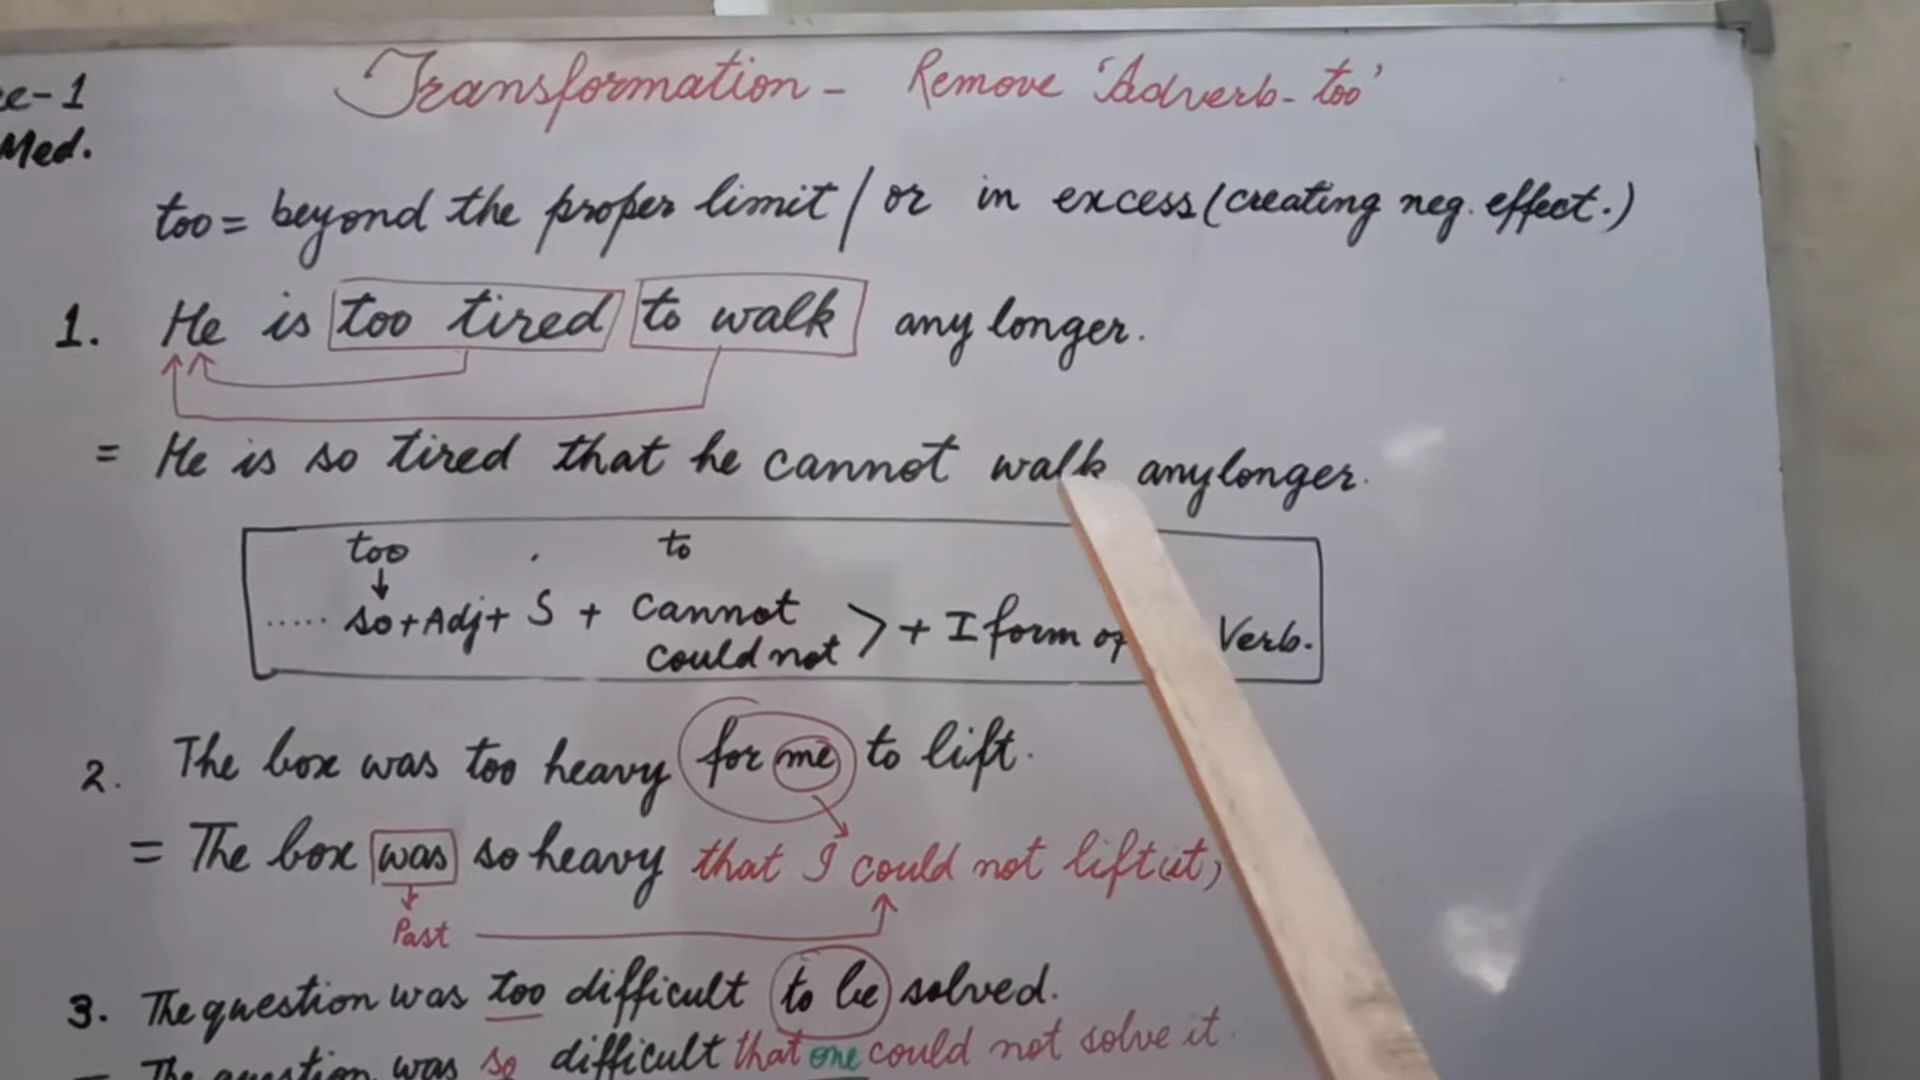 Transformation - Remove 'Adverb - too'
e-1
Med.
too = beyond the proper limit / or in excess (creating neg. effect.)
1. He is too tired to walk any longer.
= He is so tired that he cannot walk anylonger.
too to
..... so + Adj + S + cannot + I form of Verb.
could not
2. The box was too heavy for me to lift.
= The box was so heavy that I could not lift (it)
Past
3. The question was too difficult to be solved.
= The question was so difficult that one could not solve it.